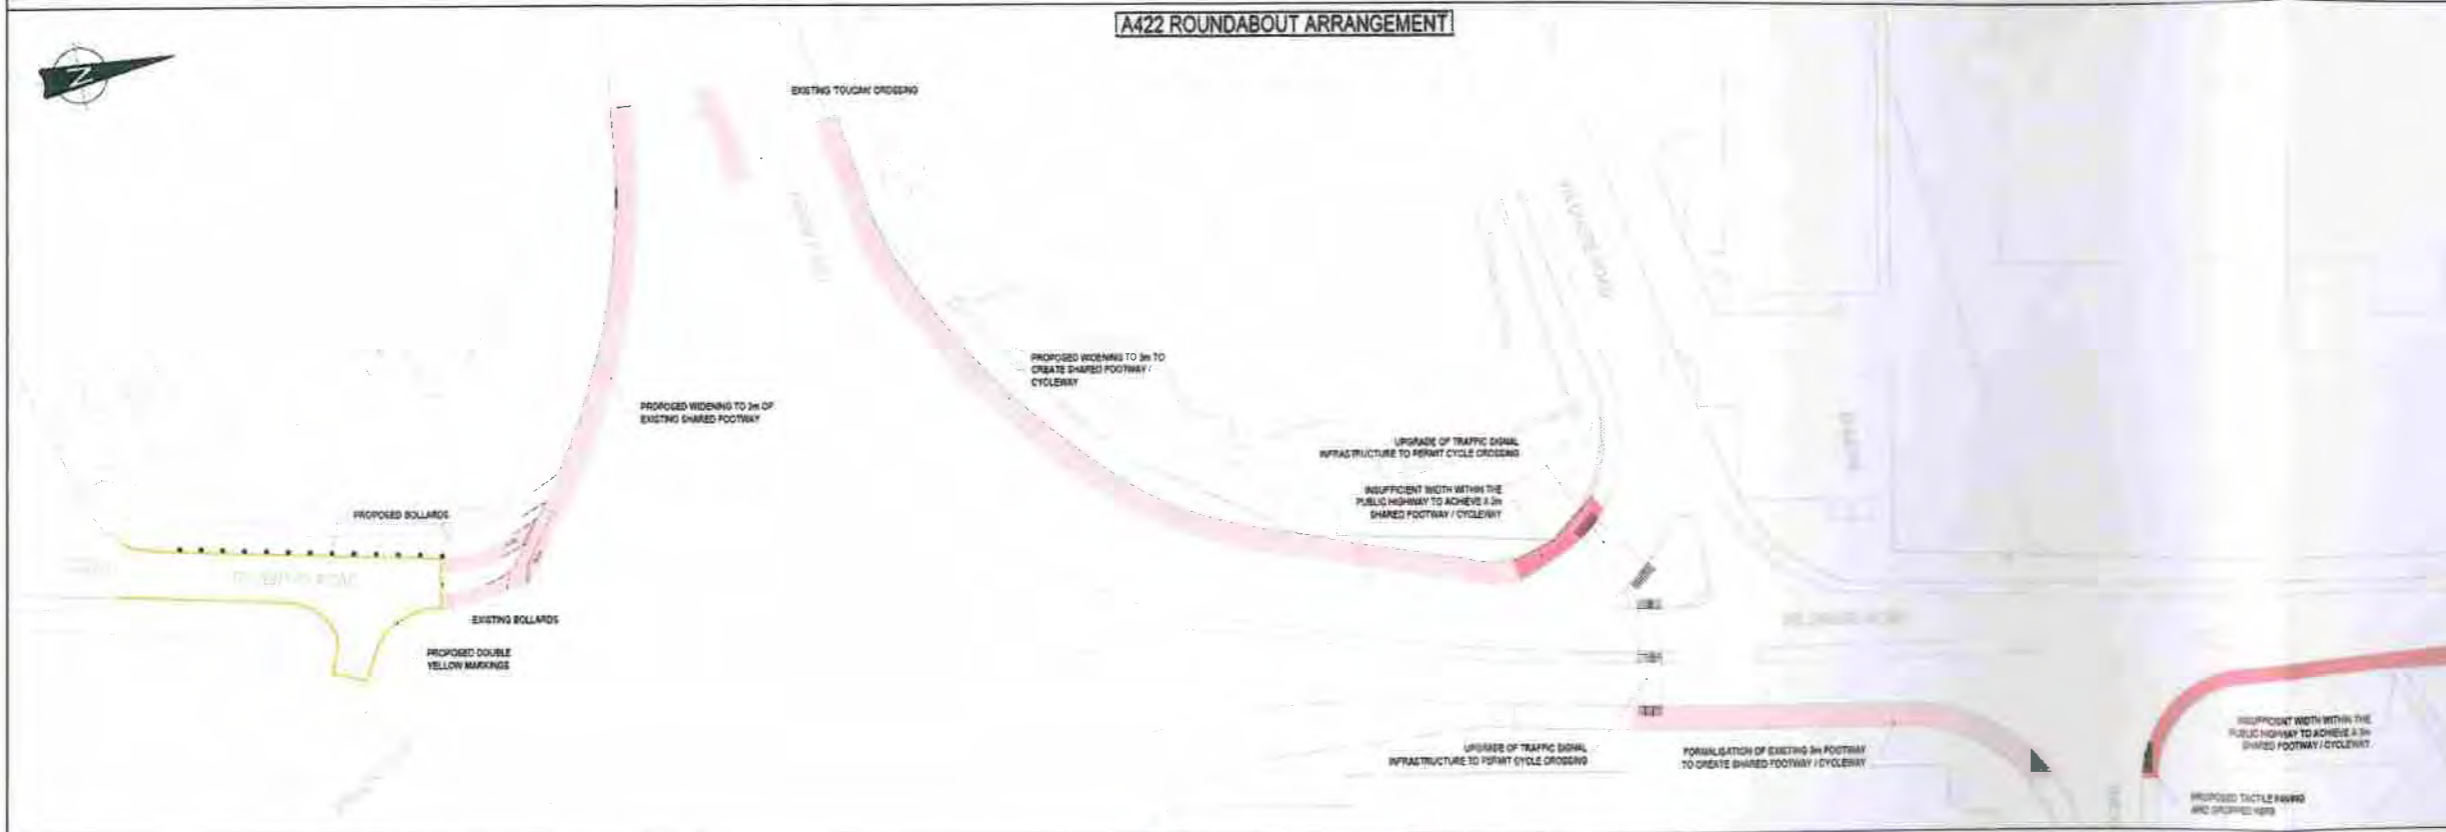 A422 ROUNDABOUT ARRANGEMENT
N
EXISTING 'TOUCAN' CROSSING
PROPOSED WIDENING TO 3m TO
CREATE SHARED FOOTWAY /
CYCLEWAY
PROPOSED WIDENING TO 3m OF
EXISTING SHARED FOOTWAY
UPGRADE OF TRAFFIC SIGNAL
INFRASTRUCTURE TO PERMIT CYCLE CROSSING
INSUFFICIENT WIDTH WITHIN THE
PUBLIC HIGHWAY TO ACHIEVE A 3m
SHARED FOOTWAY / CYCLEWAY
PROPOSED BOLLARDS
EXISTING BOLLARDS
PROPOSED DOUBLE
YELLOW MARKINGS
UPGRADE OF TRAFFIC SIGNAL
INFRASTRUCTURE TO PERMIT CYCLE CROSSING
FORMALISATION OF EXISTING 3m FOOTWAY
TO CREATE SHARED FOOTWAY / CYCLEWAY
INSUFFICIENT WIDTH WITHIN THE
PUBLIC HIGHWAY TO ACHIEVE A 3m
SHARED FOOTWAY / CYCLEWAY
PROPOSED TACTILE PAVING
AND DROPPED KERB